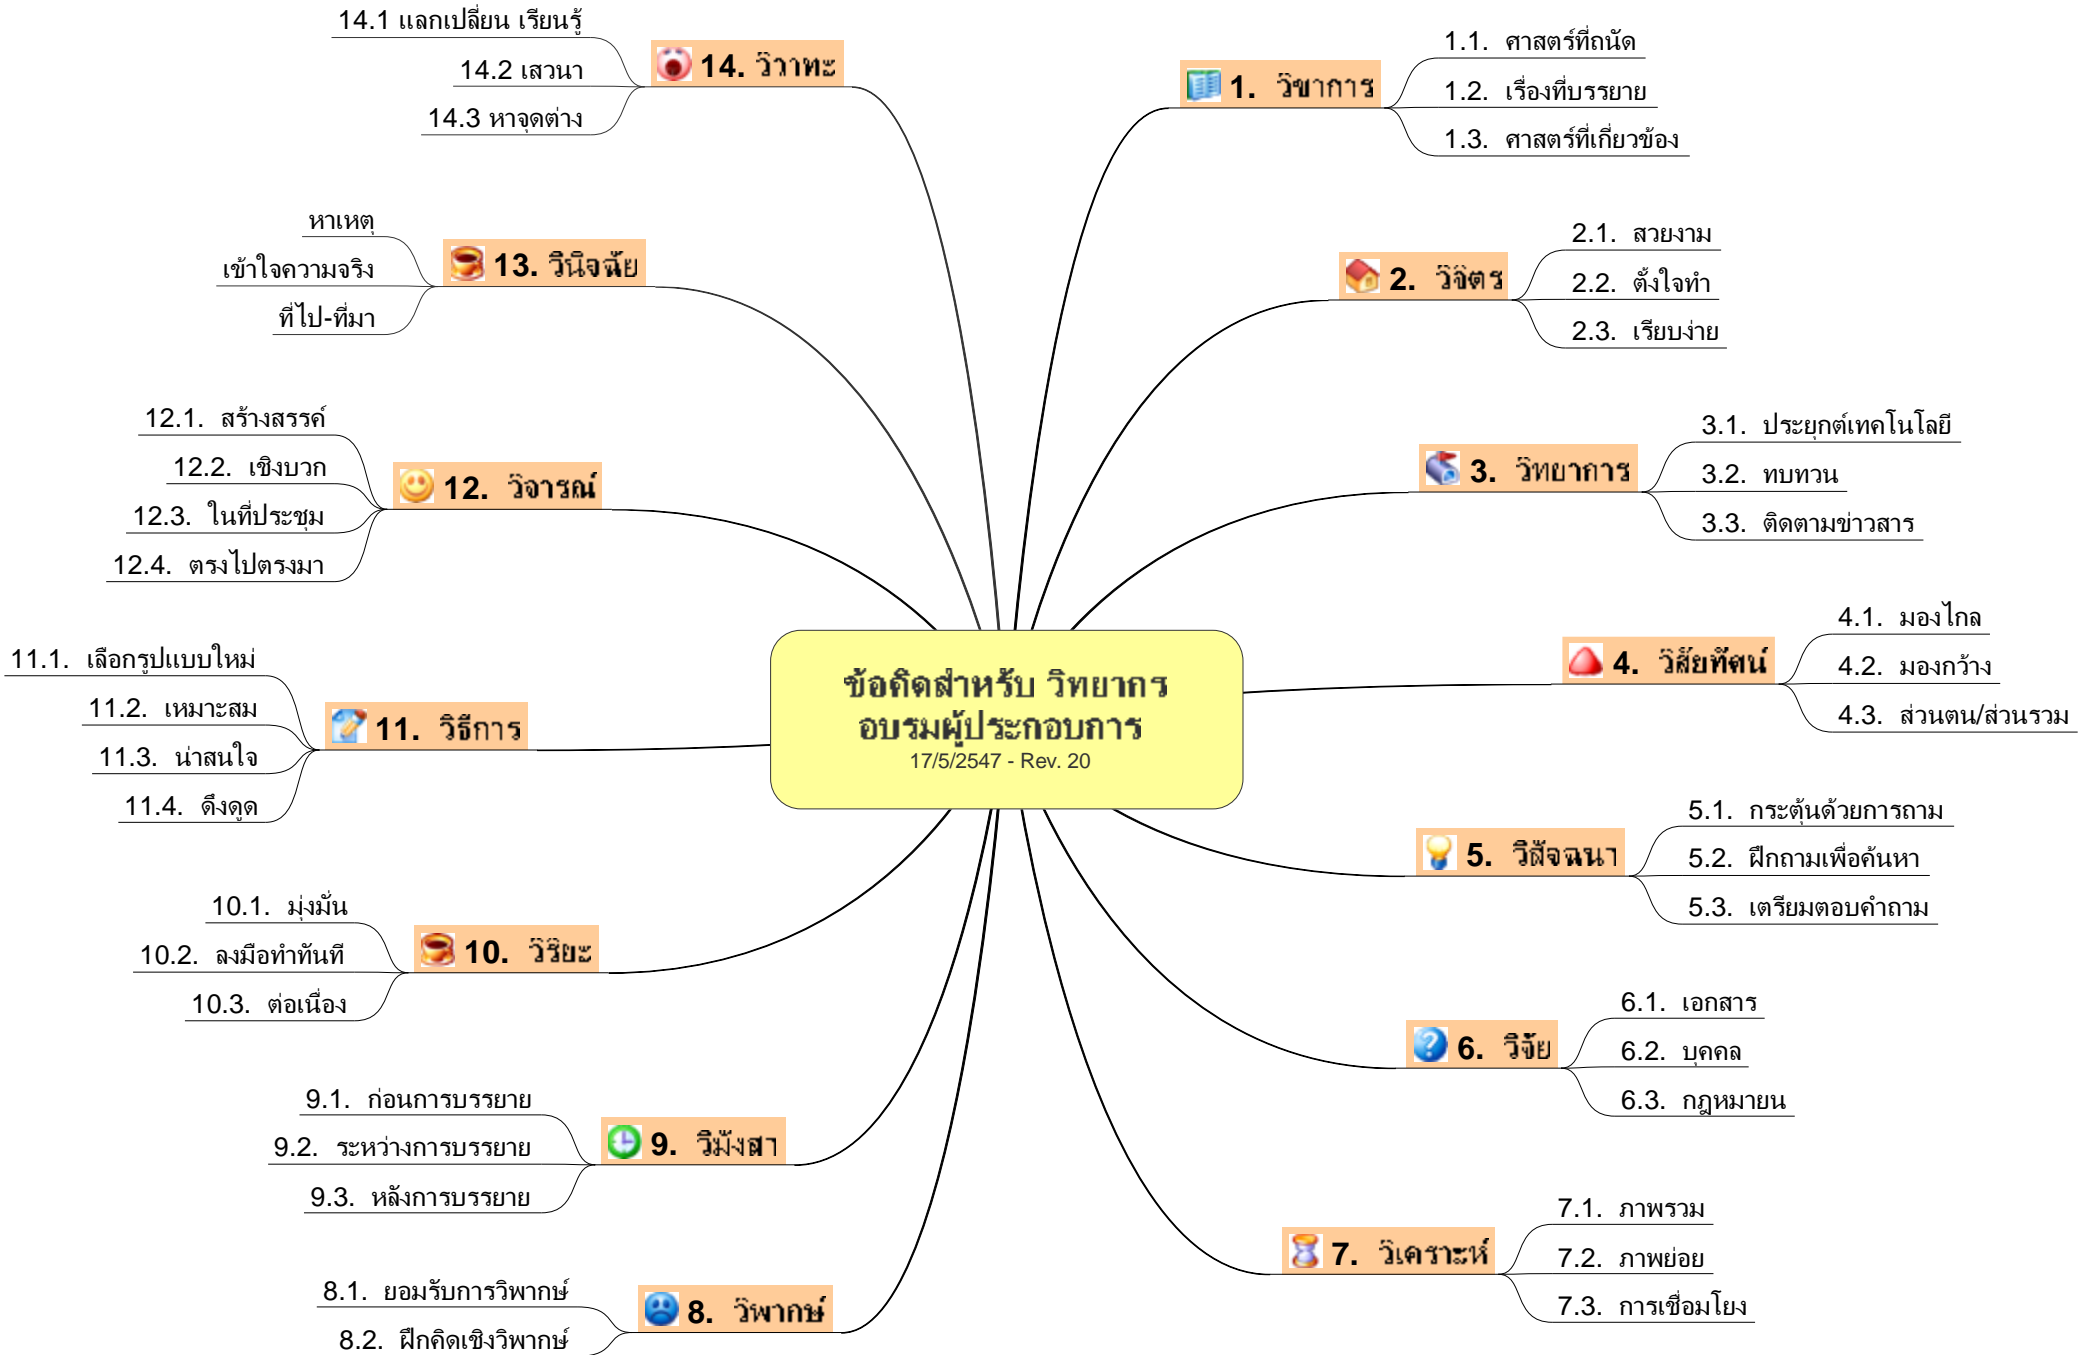 ข้อคิดสำหรับ วิทยากร
อบรมผู้ประกอบการ
17/5/2547 - Rev. 20
1. วิชาการ
1.1. ศาสตร์ที่ถนัด
1.2. เรื่องที่บรรยาย
1.3. ศาสตร์ที่เกี่ยวข้อง
2. วิจิตร
2.1. สวยงาม
2.2. ตั้งใจทำ
2.3. เรียบง่าย
3. วิทยาการ
3.1. ประยุกต์เทคโนโลยี
3.2. ทบทวน
3.3. ติดตามข่าวสาร
4. วิสัยทัศน์
4.1. มองไกล
4.2. มองกว้าง
4.3. ส่วนตน/ส่วนรวม
5. วิสัจฉนา
5.1. กระตุ้นด้วยการถาม
5.2. ฝึกถามเพื่อค้นหา
5.3. เตรียมตอบคำถาม
6. วิจัย
6.1. เอกสาร
6.2. บุคคล
6.3. กฎหมายน
7. วิเคราะห์
7.1. ภาพรวม
7.2. ภาพย่อย
7.3. การเชื่อมโยง
8. วิพากษ์
8.1. ยอมรับการวิพากษ์
8.2. ฝึกคิดเชิงวิพากษ์
9. วิมังสา
9.1. ก่อนการบรรยาย
9.2. ระหว่างการบรรยาย
9.3. หลังการบรรยาย
10. วิริยะ
10.1. มุ่งมั่น
10.2. ลงมือทำทันที
10.3. ต่อเนื่อง
11. วิธีการ
11.1. เลือกรูปแบบใหม่
11.2. เหมาะสม
11.3. น่าสนใจ
11.4. ดึงดูด
12. วิจารณ์
12.1. สร้างสรรค์
12.2. เชิงบวก
12.3. ในที่ประชุม
12.4. ตรงไปตรงมา
13. วินิจฉัย
หาเหตุ
เข้าใจความจริง
ที่ไป-ที่มา
14. วิวาทะ
14.1 แลกเปลี่ยน เรียนรู้
14.2 เสวนา
14.3 หาจุดต่าง